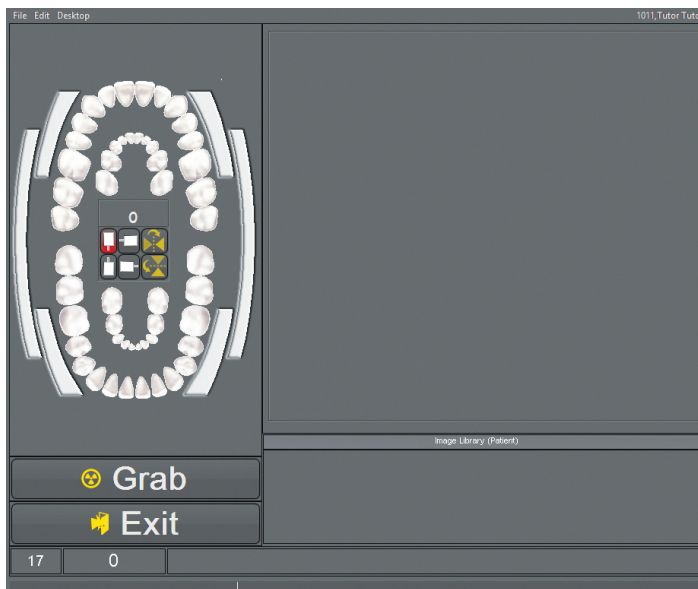 File Edit Desktop
1011,Tutor Tuto
0
Image Library (Patient)
Grab
Exit
17
0